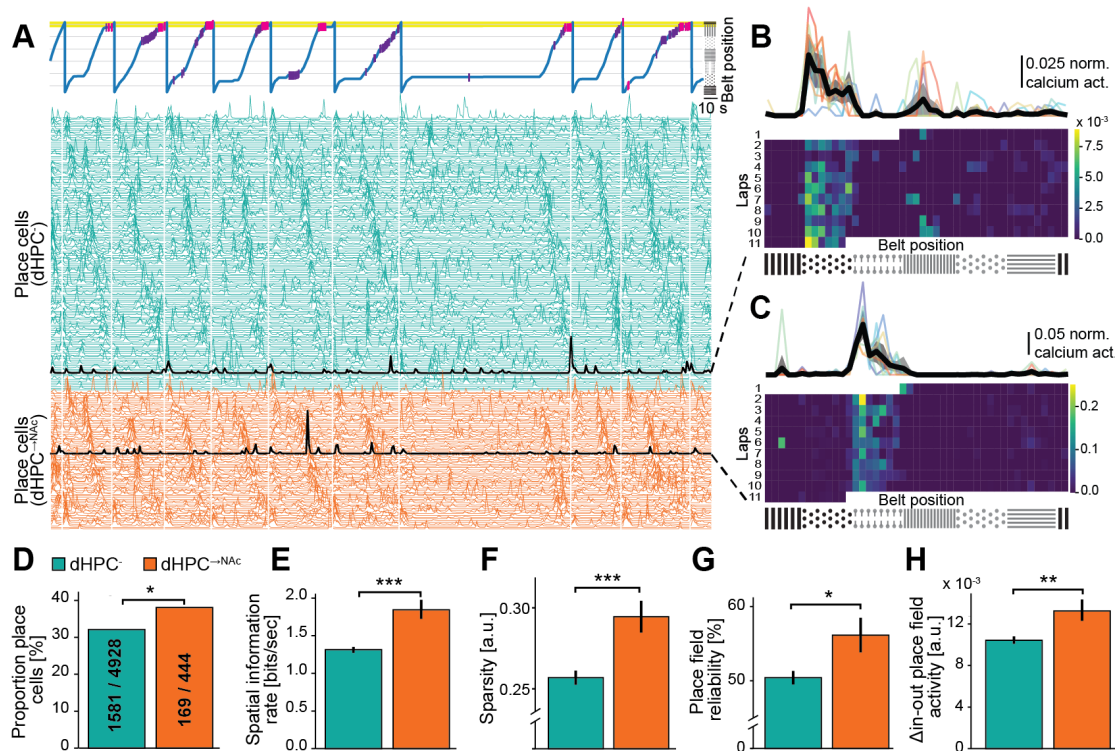 A
Belt position
10 s
Place cells
(dHPC-)
Place cells
(dHPC→NAc)
B
0.025 norm.
calcium act.
x 10-3
7.5
5.0
2.5
0.0
Laps
1
2
3
4
5
6
7
8
9
10
11
Belt position
C
0.05 norm.
calcium act.
0.2
0.1
0.0
Laps
1
2
3
4
5
6
7
8
9
10
11
Belt position
D
dHPC-
dHPC→NAc
Proportion place
cells [%]
40
30
20
10
0
*
1581 / 4928
169 / 444
E
Spatial information
rate [bits/sec]
2.0
1.6
1.2
0.8
0.4
0.0
***
F
Sparsity [a.u.]
0.30
0.25
***
G
Place field
reliability [%]
60
50
0
*
H
Δin-out place field
activity [a.u.]
x 10-3
12
8
4
0
**